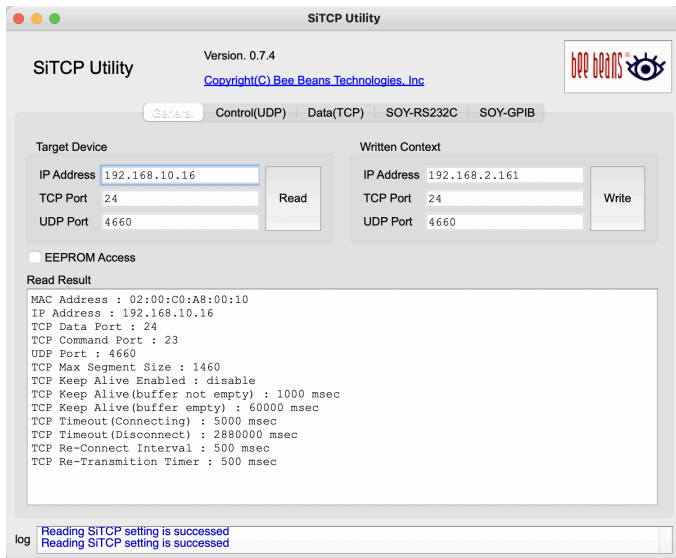 SiTCP Utility
SiTCP Utility
Version. 0.7.4
Copyright(C) Bee Beans Technologies, Inc
bee beans
General Control(UDP) Data(TCP) SOY-RS232C SOY-GPIB
Target Device
IP Address 192.168.10.16
TCP Port 24
UDP Port 4660
Read
Written Context
IP Address 192.168.2.161
TCP Port 24
UDP Port 4660
Write
EEPROM Access
Read Result
MAC Address : 02:00:C0:A8:00:10
IP Address : 192.168.10.16
TCP Data Port : 24
TCP Command Port : 23
UDP Port : 4660
TCP Max Segment Size : 1460
TCP Keep Alive Enabled : disable
TCP Keep Alive(buffer not empty) : 1000 msec
TCP Keep Alive(buffer empty) : 60000 msec
TCP Timeout(Connecting) : 5000 msec
TCP Timeout(Disconnect) : 2880000 msec
TCP Re-Connect Interval : 500 msec
TCP Re-Transmition Timer : 500 msec
log
Reading SiTCP setting is successed
Reading SiTCP setting is successed